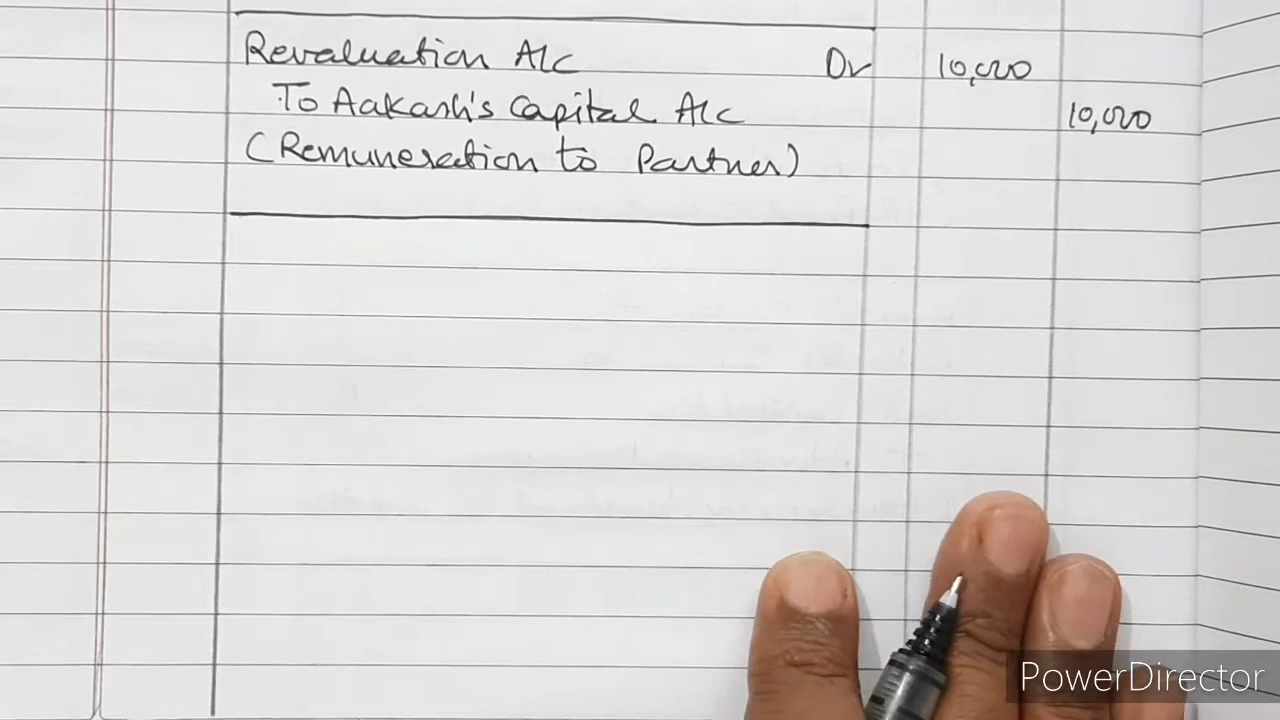 Revaluation A/c Dr 10,000
To Aakash's Capital A/c 10,000
(Remuneration to Partner)
PowerDirector